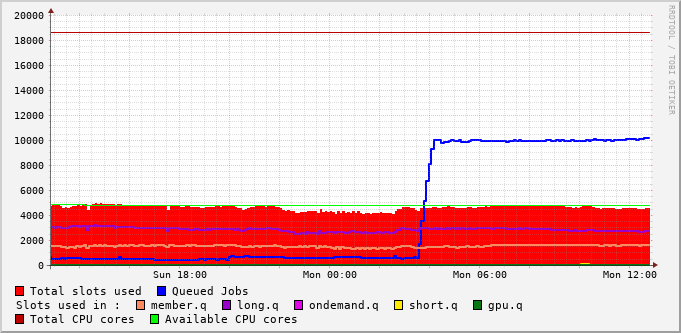 20000
18000
16000
14000
12000
10000
8000
6000
4000
2000
0
Sun 18:00 Mon 00:00 Mon 06:00 Mon 12:00
RRDTOOL / TOBI OETIKER
Total slots used Queued Jobs
Slots used in : member.q long.q ondemand.q short.q gpu.q
Total CPU cores Available CPU cores